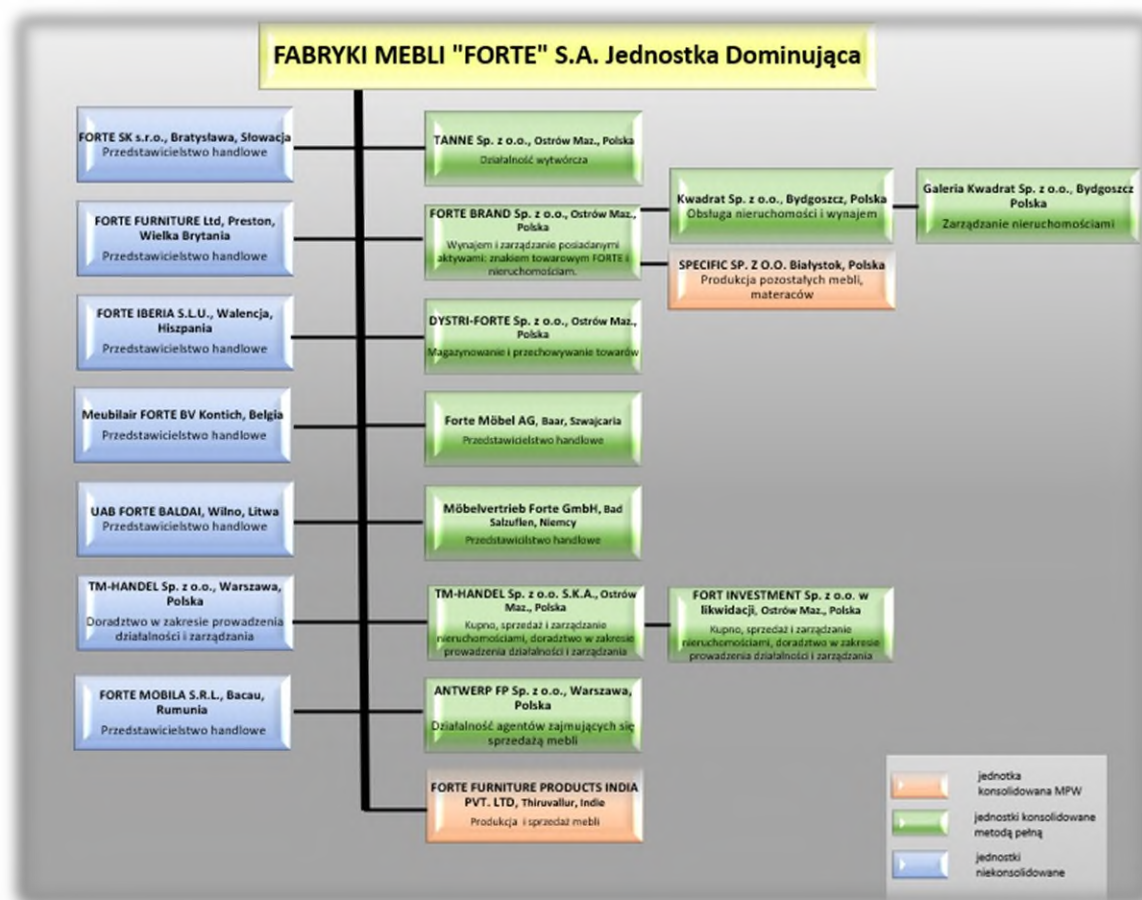 FABRYKI MEBLI "FORTE" S.A. Jednostka Dominująca
FORTE SK s.r.o., Bratysława, Słowacja
Przedstawicielstwo handlowe
FORTE FURNITURE Ltd, Preston,
Wielka Brytania
Przedstawicielstwo handlowe
FORTE IBERIA S.L.U., Walencja,
Hiszpania
Przedstawicielstwo handlowe
Meubilair FORTE BV Kontich, Belgia
Przedstawicielstwo handlowe
UAB FORTE BALDAI, Wilno, Litwa
Przedstawicielstwo handlowe
TM-HANDEL Sp. z o.o., Warszawa,
Polska
Doradztwo w zakresie prowadzenia
działalności i zarządzania
FORTE MOBILA S.R.L., Bacau,
Rumunia
Przedstawicielstwo handlowe
TANNE Sp. z o.o., Ostrów Maz., Polska
Działalność wytwórcza
FORTE BRAND Sp. z o.o., Ostrów Maz.,
Polska
Wynajem i zarządzanie posiadanymi
aktywami: znakiem towarowym FORTE i
nieruchomościam.
DYSTRI-FORTE Sp. z o.o., Ostrów Maz.,
Polska
Magazynowanie i przechowywanie towarów
Forte Möbel AG, Baar, Szwajcaria
Przedstawicielstwo handlowe
Möbelvertrieb Forte GmbH, Bad
Salzuflen, Niemcy
Przedstawicilstwo handlowe
TM-HANDEL Sp. z o.o. S.K.A., Ostrów
Maz., Polska
Kupno, sprzedaż i zarządzanie
nieruchomościami, doradztwo w zakresie
prowadzenia działalności i zarządzania
ANTWERP FP Sp. z o.o., Warszawa,
Polska
Działalność agentów zajmujących się
sprzedażą mebli
FORTE FURNITURE PRODUCTS INDIA
PVT. LTD, Thiruvallur, Indie
Produkcja i sprzedaż mebli
Kwadrat Sp. z o.o., Bydgoszcz, Polska
Obsługa nieruchomości i wynajem
SPECIFIC SP. Z O.O. Białystok, Polska
Produkcja pozostałych mebli,
materaców
FORT INVESTMENT Sp. z o.o. w
likwidacji, Ostrów Maz., Polska
Kupno, sprzedaż i zarządzanie
nieruchomościami, doradztwo w zakresie
prowadzenia działalności i zarządzania
Galeria Kwadrat Sp. z o.o., Bydgoszcz
Polska
Zarządzanie nieruchomościami
jednotka
konsolidowana MPW
jednostki konsolidowane
metodą pełną
jednostki
niekonsolidowane